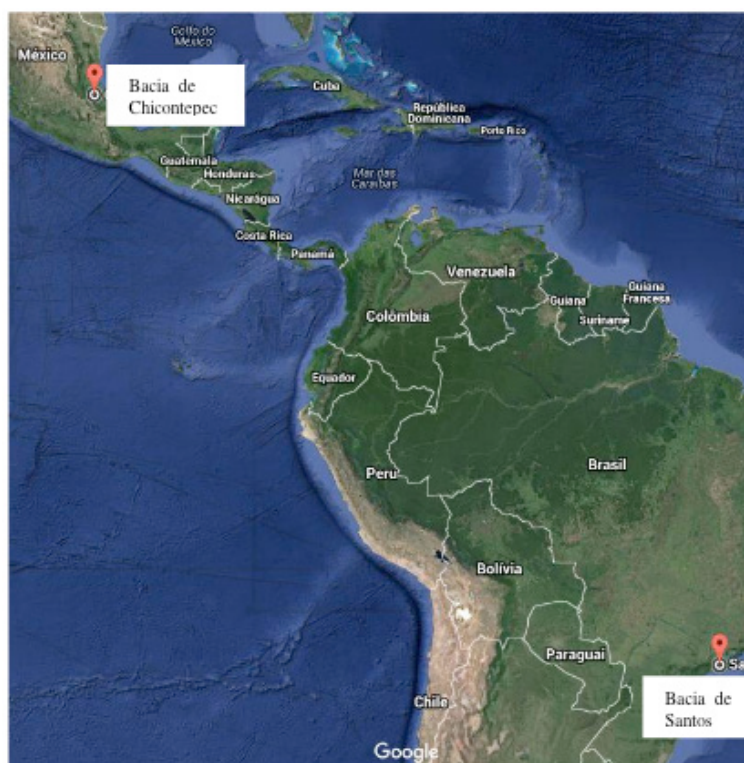 Golfo do
México
México
Bacia de
Chicontepec
Cuba
República
Dominicana
Porto Rico
Guatemala
Honduras
Mar das
Caraíbas
Nicarágua
Costa Rica
Panamá
Venezuela
Guiana
Guiana
Francesa
Suriname
Colômbia
Equador
Peru
Brasil
Bolívia
Paraguai
Sa
Bacia de
Santos
Chile
Google